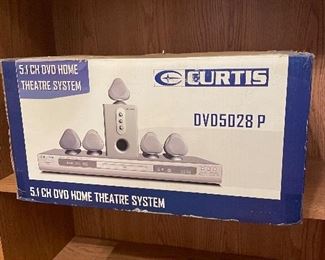 5.1 CH DVD HOME
THEATRE SYSTEM
CURTIS
DVD5028 P
5.1 CH DVD HOME THEATRE SYSTEM